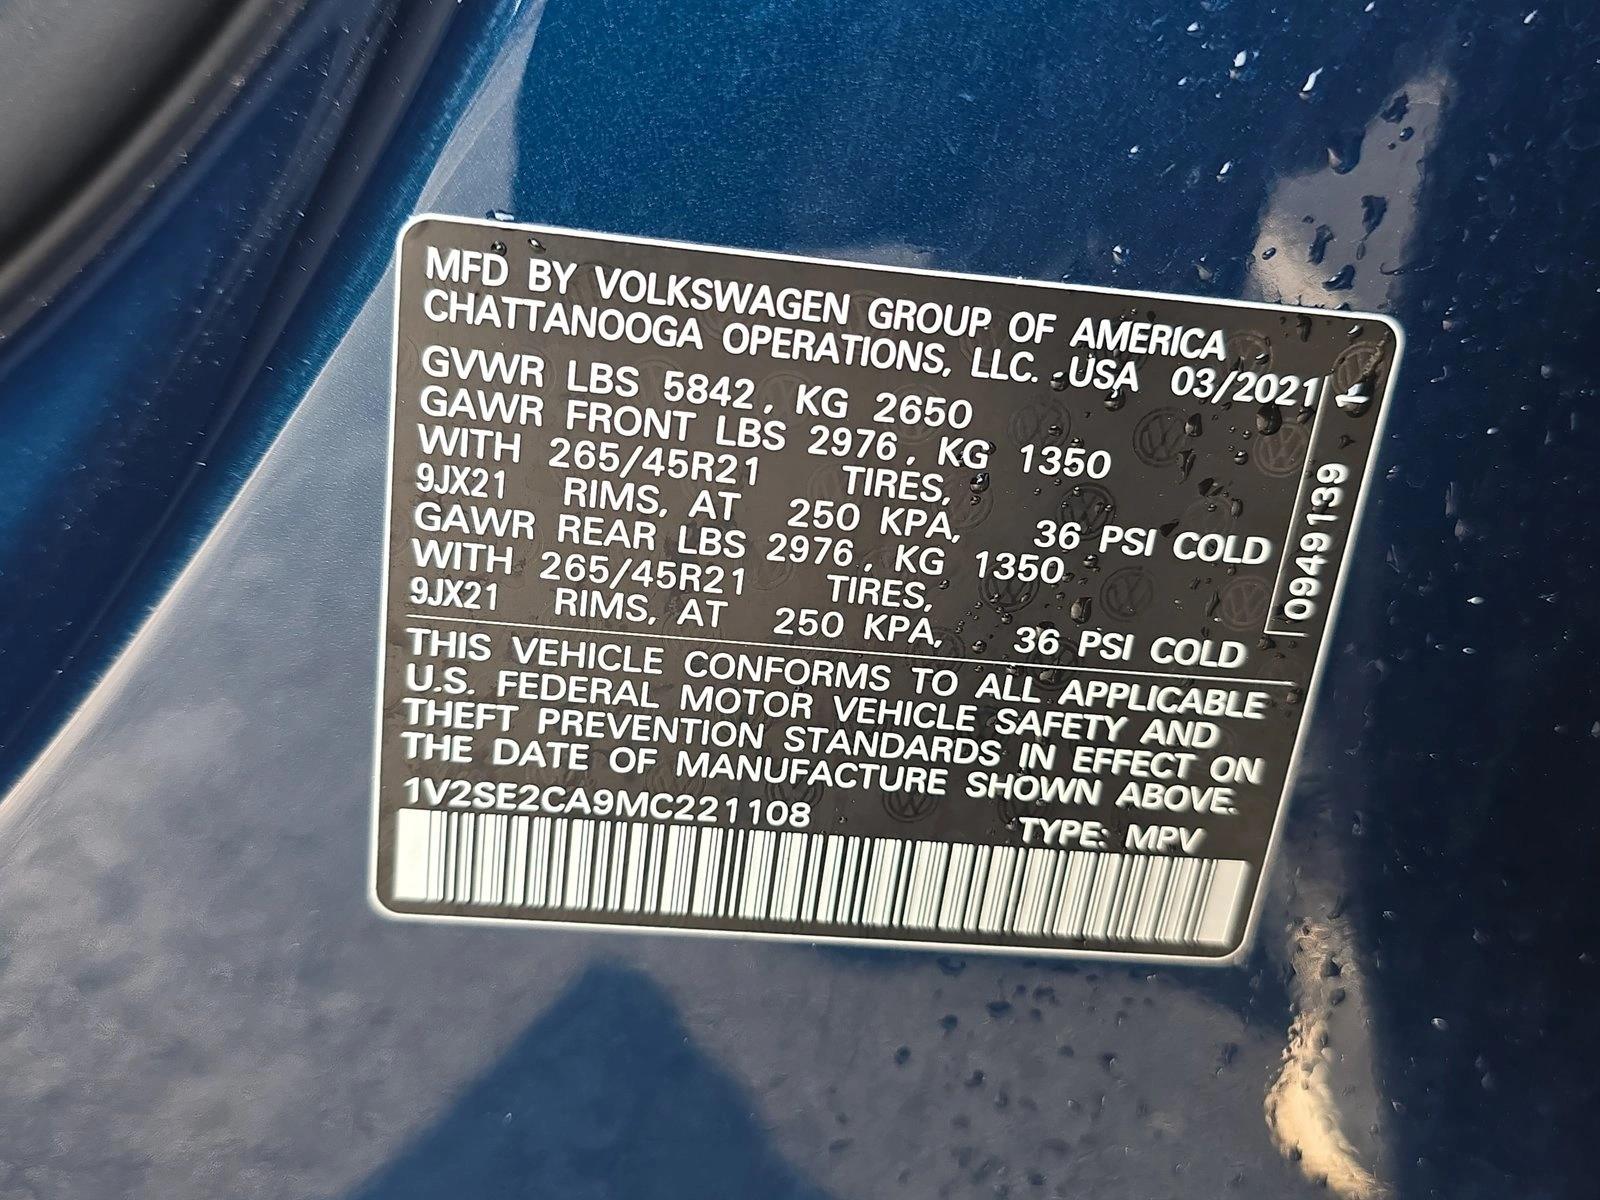 MFD BY VOLKSWAGEN GROUP OF AMERICA
CHATTANOOGA OPERATIONS, LLC. USA 03/2021
GVWR LBS 5842, KG 2650
GAWR FRONT LBS 2976, KG 1350
WITH 265/45R21 TIRES,
9JX21 RIMS, AT 250 KPA, 36 PSI COLD
GAWR REAR LBS 2976, KG 1350
WITH 265/45R21 TIRES,
9JX21 RIMS, AT 250 KPA, 36 PSI COLD
0949139
THIS VEHICLE CONFORMS TO ALL APPLICABLE
U.S. FEDERAL MOTOR VEHICLE SAFETY AND
THEFT PREVENTION STANDARDS IN EFFECT ON
THE DATE OF MANUFACTURE SHOWN ABOVE.
1V2SE2CA9MC221108 TYPE: MPV